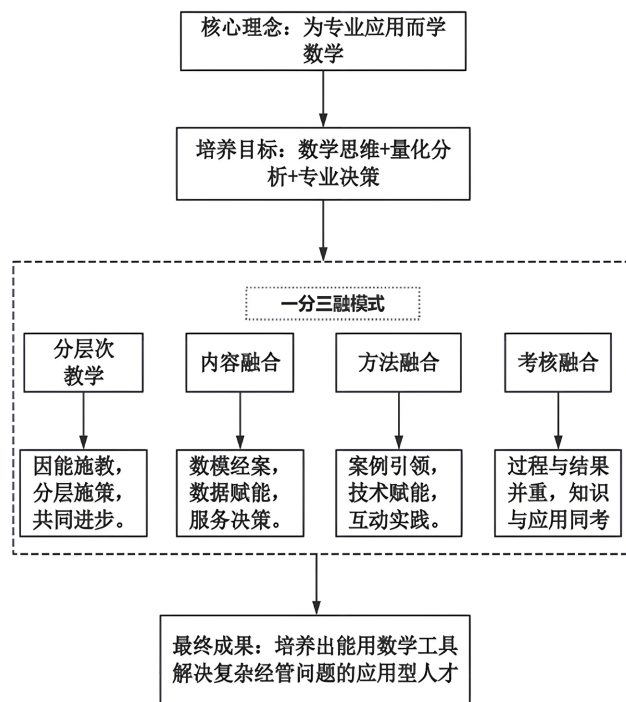 核心理念：为专业应用而学
数学
培养目标：数学思维+量化分
析+专业决策
一分三融模式
分层次
教学
内容融合
方法融合
考核融合
因能施教，
分层施策，
共同进步。
数模经案，
数据赋能，
服务决策。
案例引领，
技术赋能，
互动实践。
过程与结果
并重，知识
与应用同考
最终成果：培养出能用数学工具
解决复杂经管问题的应用型人才